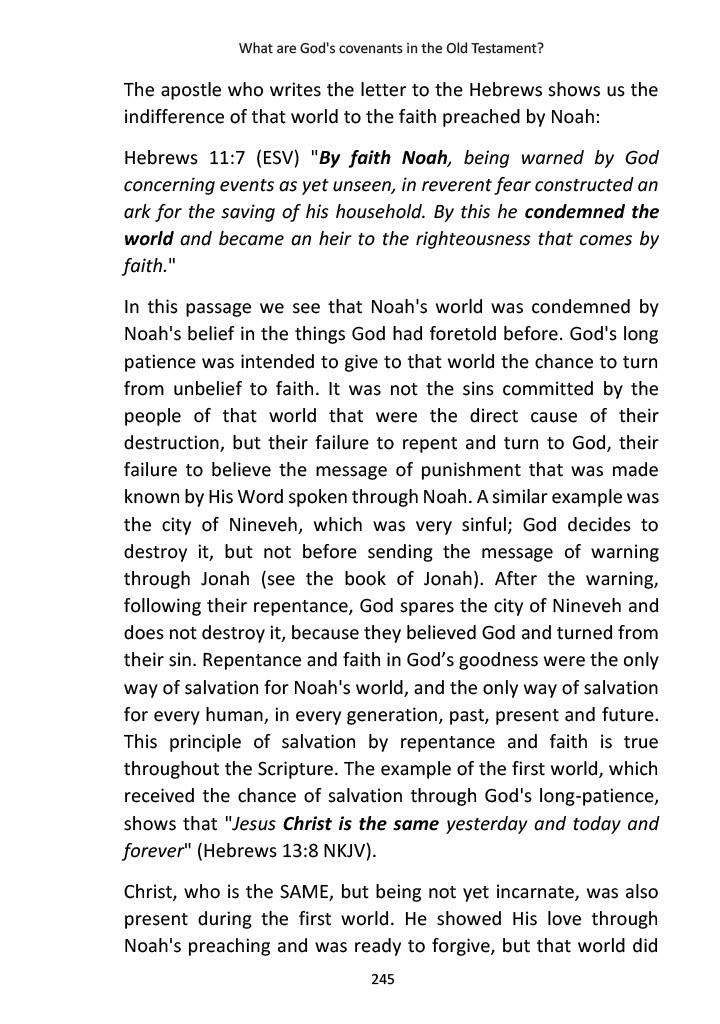 What are God's covenants in the Old Testament?
The apostle who writes the letter to the Hebrews shows us the
indifference of that world to the faith preached by Noah:
Hebrews 11:7 (ESV) "By faith Noah, being warned by God
concerning events as yet unseen, in reverent fear constructed an
ark for the saving of his household. By this he condemned the
world and became an heir to the righteousness that comes by
faith."
In this passage we see that Noah's world was condemned by
Noah's belief in the things God had foretold before. God's long
patience was intended to give to that world the chance to turn
from unbelief to faith. It was not the sins committed by the
people of that world that were the direct cause of their
destruction, but their failure to repent and turn to God, their
failure to believe the message of punishment that was made
known by His Word spoken through Noah. A similar example was
the city of Nineveh, which was very sinful; God decides to
destroy it, but not before sending the message of warning
through Jonah (see the book of Jonah). After the warning,
following their repentance, God spares the city of Nineveh and
does not destroy it, because they believed God and turned from
their sin. Repentance and faith in God’s goodness were the only
way of salvation for Noah's world, and the only way of salvation
for every human, in every generation, past, present and future.
This principle of salvation by repentance and faith is true
throughout the Scripture. The example of the first world, which
received the chance of salvation through God's long-patience,
shows that "Jesus Christ is the same yesterday and today and
forever" (Hebrews 13:8 NKJV).
Christ, who is the SAME, but being not yet incarnate, was also
present during the first world. He showed His love through
Noah's preaching and was ready to forgive, but that world did
245